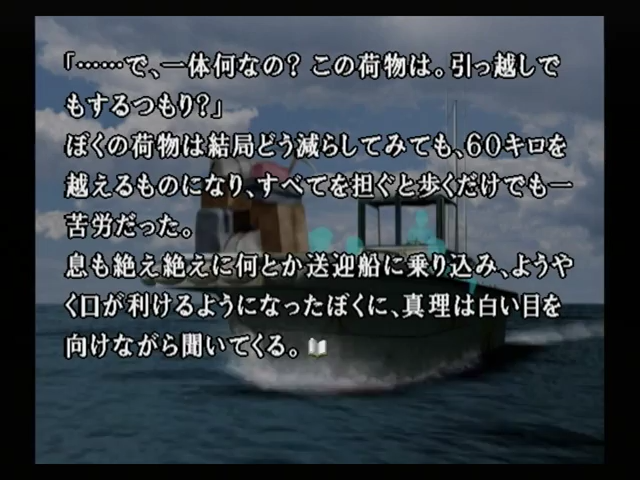 「……で、一体何なの？ この荷物は。引っ越しで
もするつもり？」
ぼくの荷物は結局どう減らしてみても、６０キロを
越えるものになり、すべてを担ぐと歩くだけでも一
苦労だった。
息も絶え絶えに何とか送迎船に乗り込み、ようや
く口が利けるようになったぼくに、真理は白い目を
向けながら聞いてくる。